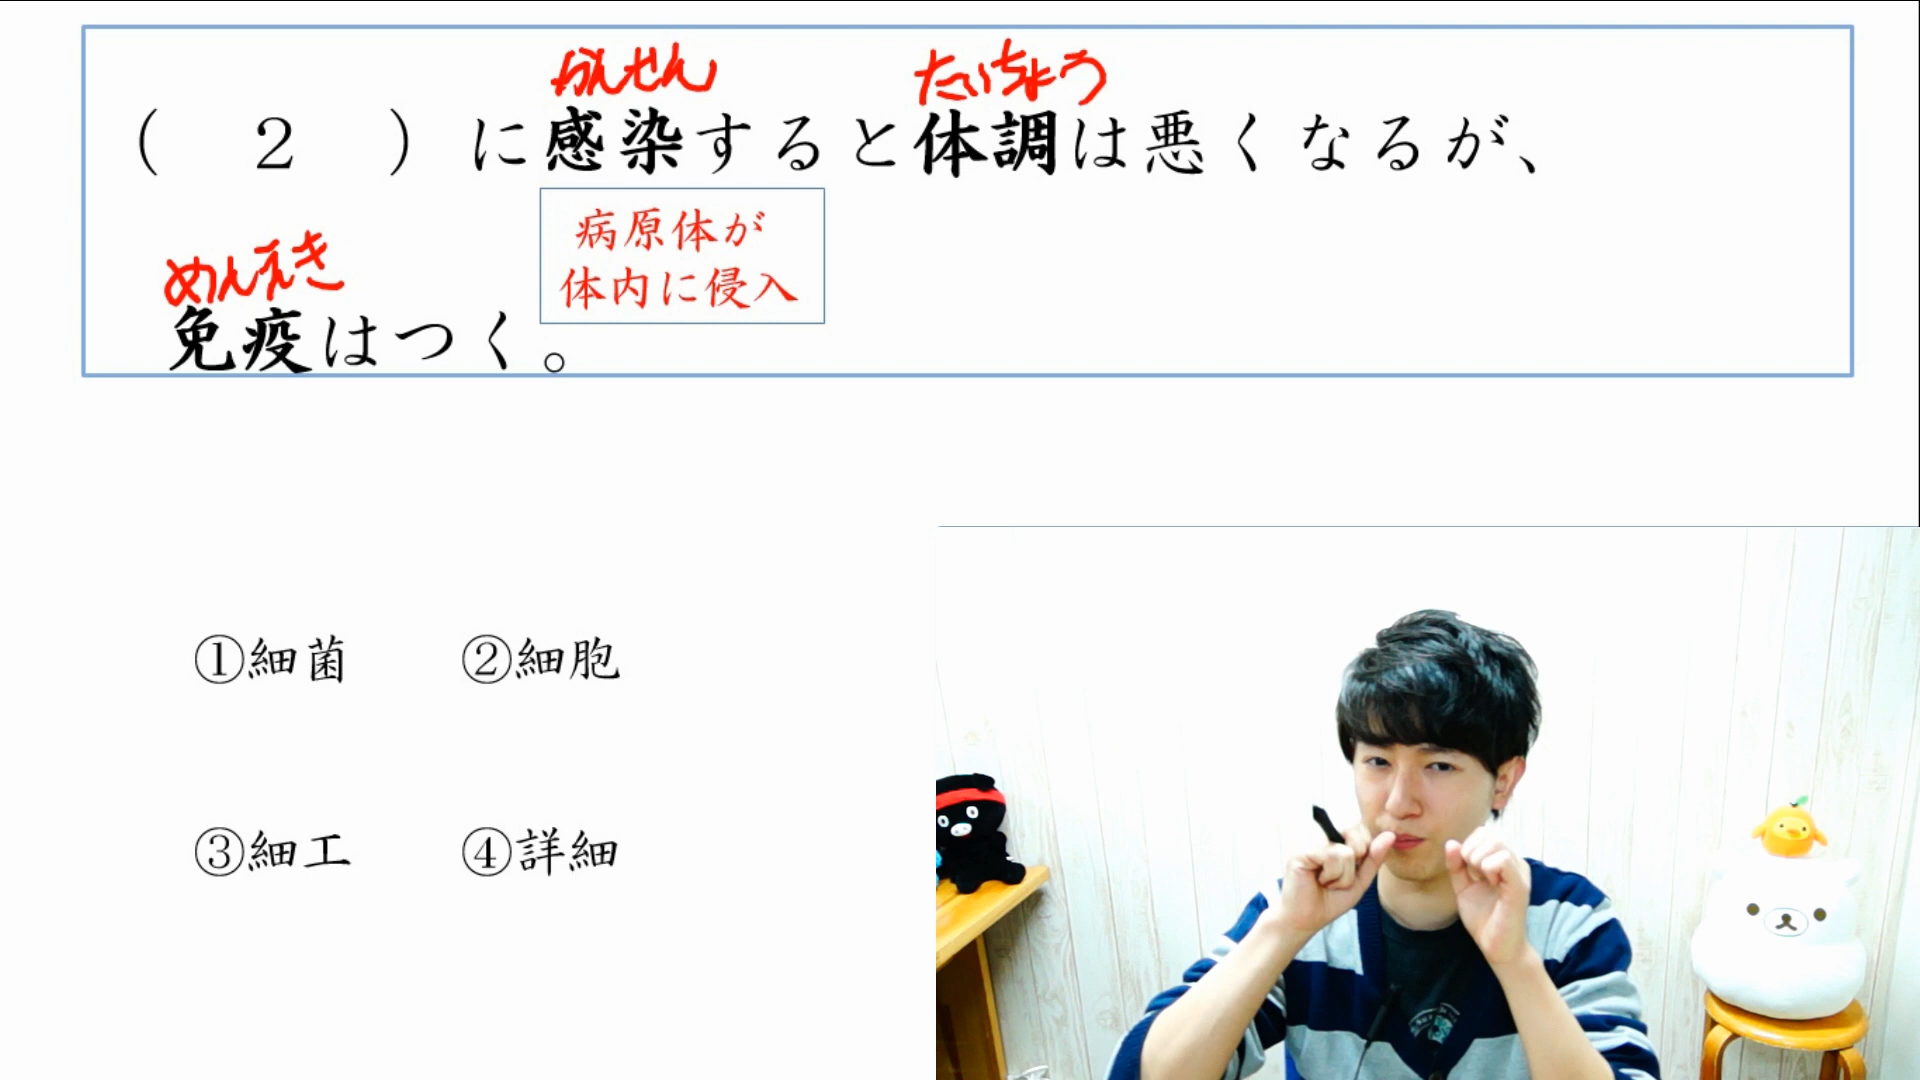 かんせん たいちょう
（ 2 ）に感染すると体調は悪くなるが、
病原体が
体内に侵入
めんえき
免疫はつく。
①細菌 ②細胞
③細工 ④詳細